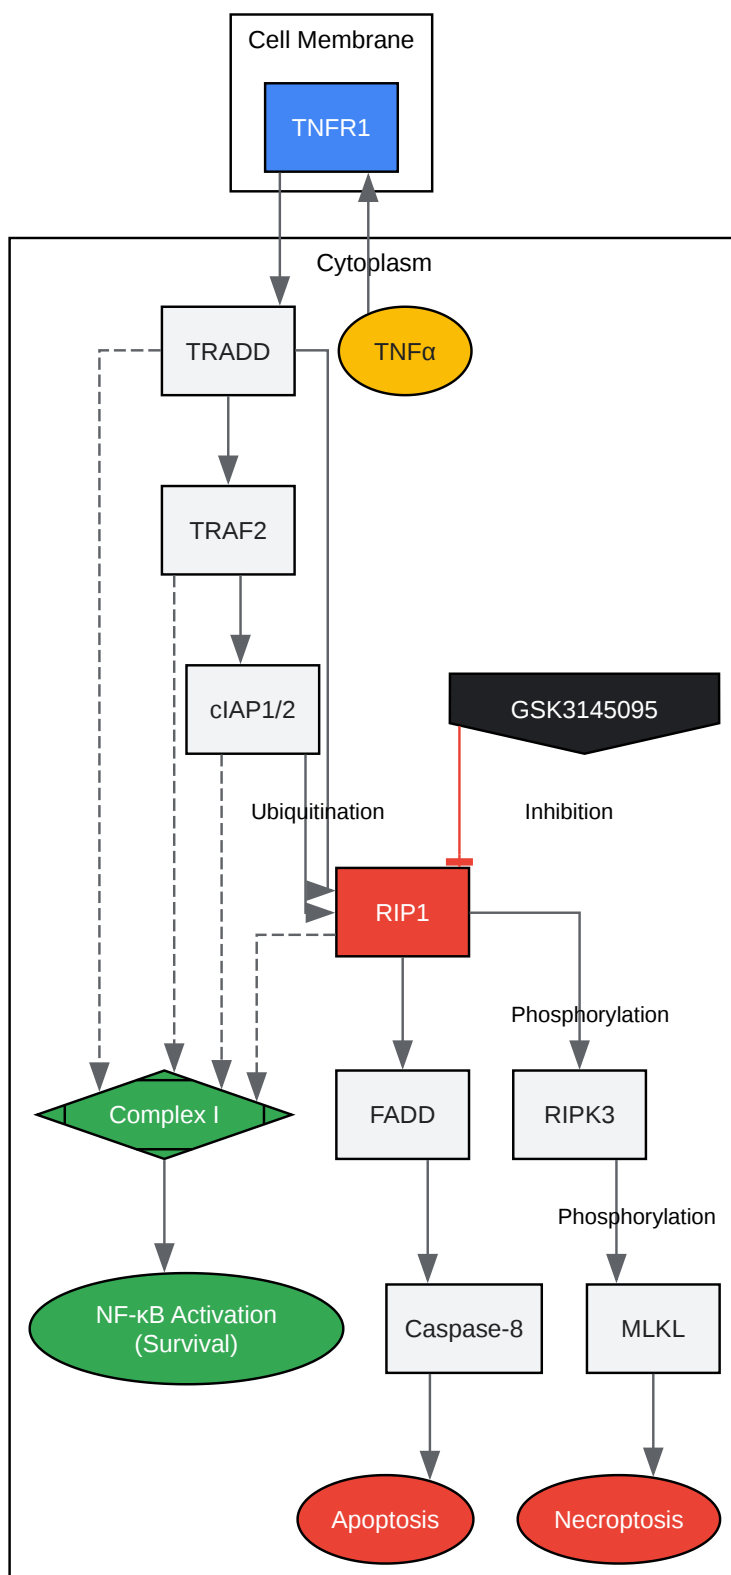 Cell Membrane
TNFR1
Cytoplasm
TRADD
TNFα
TRAF2
cIAP1/2
GSK3145095
Ubiquitination
Inhibition
RIP1
Phosphorylation
Complex I
FADD
RIPK3
Phosphorylation
NF-κB Activation
(Survival)
Caspase-8
MLKL
Apoptosis
Necroptosis